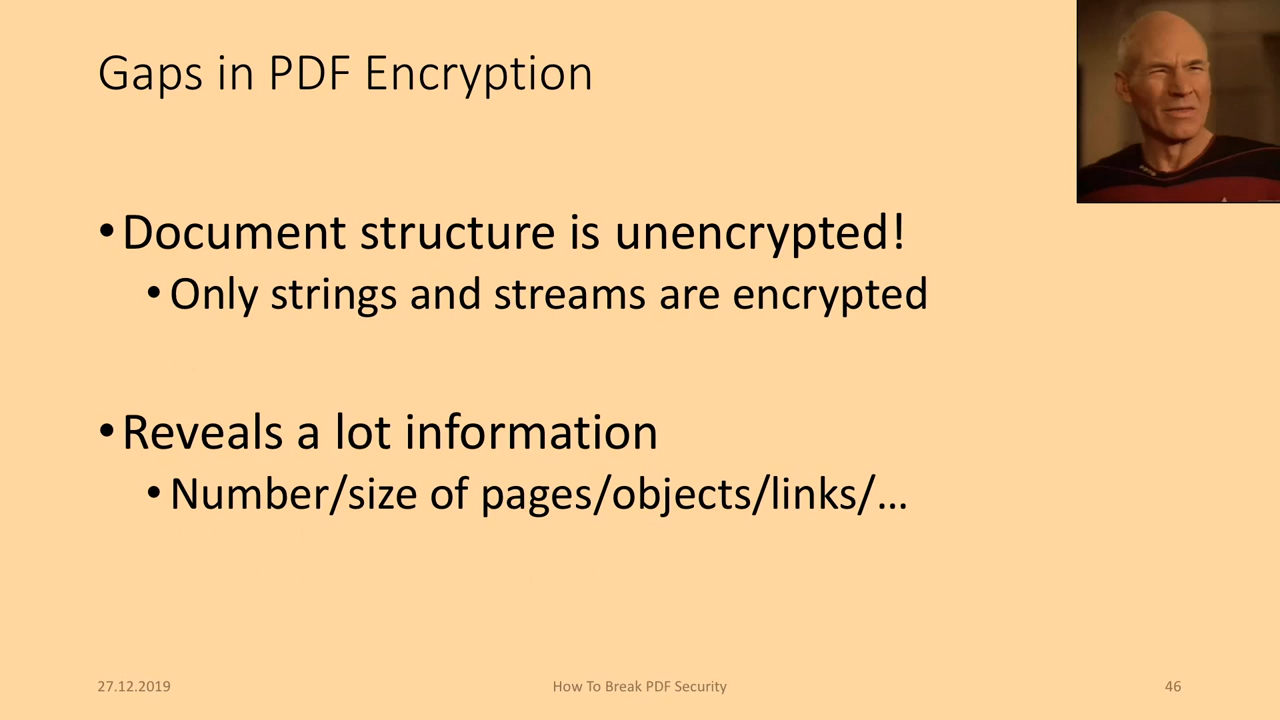 Gaps in PDF Encryption
•Document structure is unencrypted!
•Only strings and streams are encrypted
•Reveals a lot information
•Number/size of pages/objects/links/…
27.12.2019
How To Break PDF Security
46